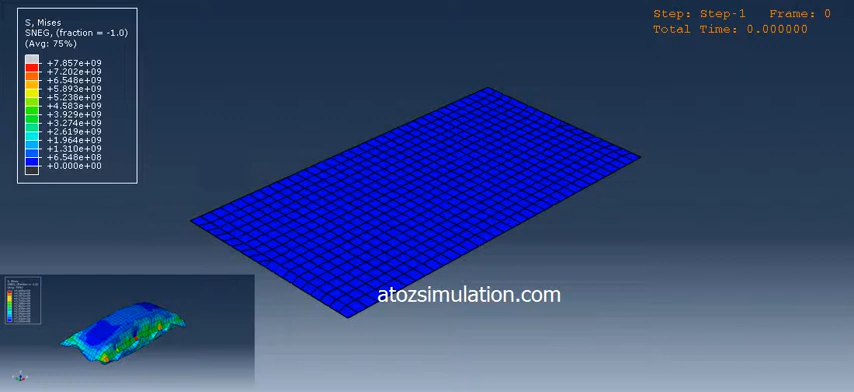 S, Mises
SNEG, (fraction = -1.0)
(Avg: 75%)
+7.857e+09
+7.202e+09
+6.548e+09
+5.893e+09
+5.238e+09
+4.583e+09
+3.929e+09
+3.274e+09
+2.619e+09
+1.964e+09
+1.310e+09
+6.548e+08
+0.000e+00
Step: Step-1 Frame: 0
Total Time: 0.000000
atozsimulation.com
S, Mises